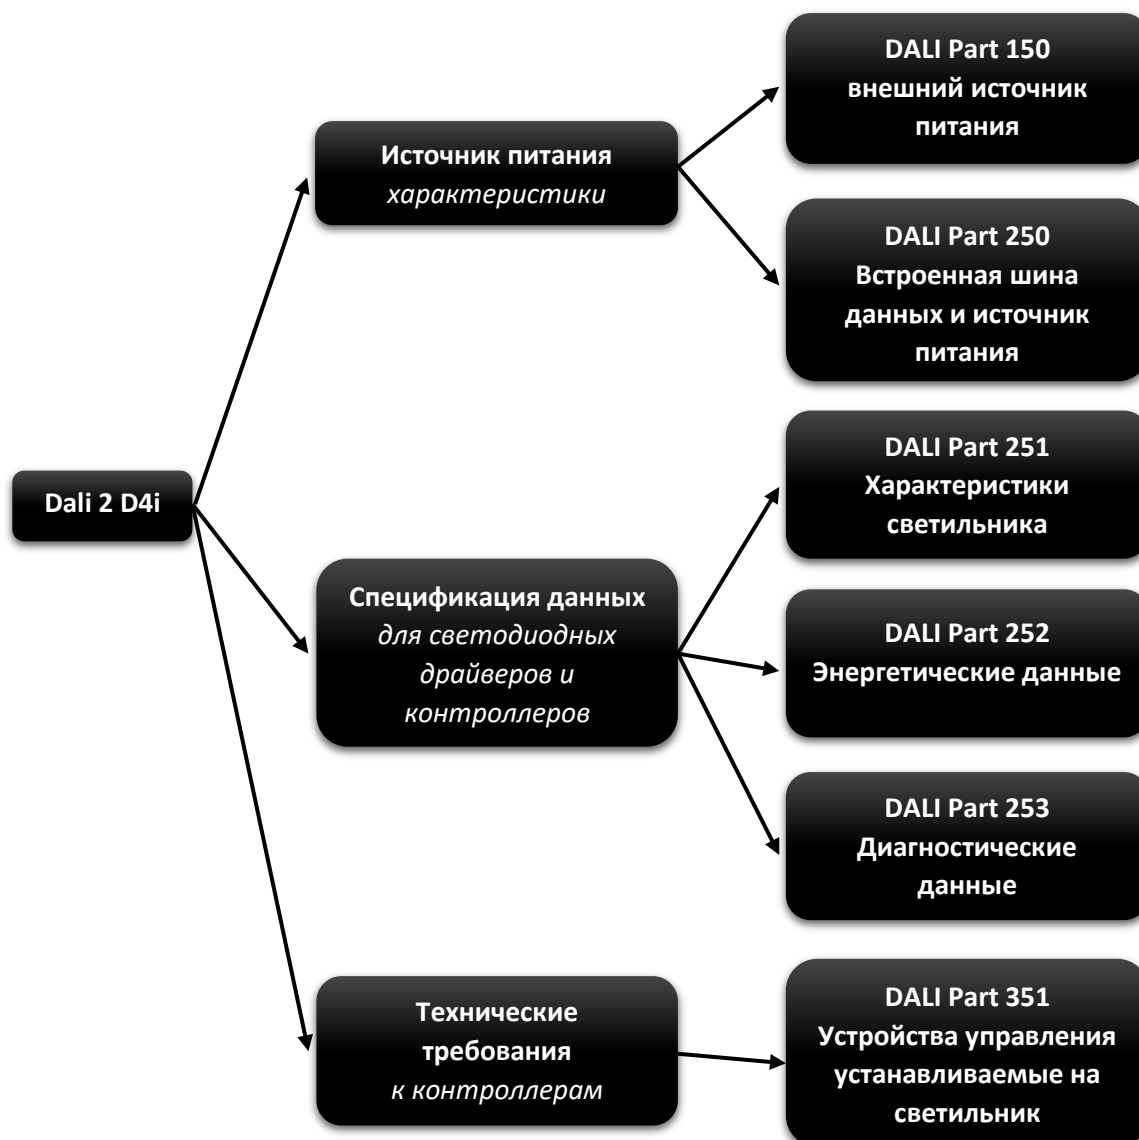 Dali 2 D4i
Источник питания
характеристики
DALI Part 150
внешний источник
питания
DALI Part 250
Встроенная шина
данных и источник
питания
Спецификация данных
для светодиодных
драйверов и
контроллеров
DALI Part 251
Характеристики
светильника
DALI Part 252
Энергетические данные
DALI Part 253
Диагностические
данные
Технические
требования
к контроллерам
DALI Part 351
Устройства управления
устанавливаемые на
светильник